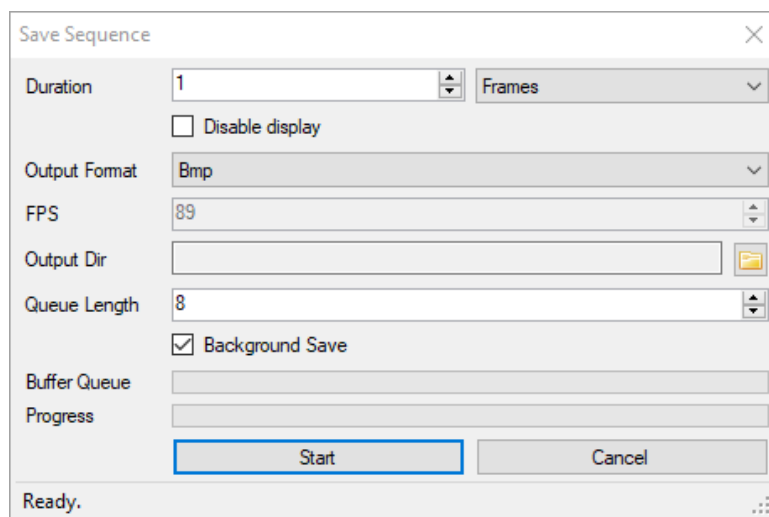 Save Sequence
Duration 1 Frames
Disable display
Output Format Bmp
FPS 89
Output Dir
Queue Length 8
Background Save
Buffer Queue
Progress
Start Cancel
Ready.